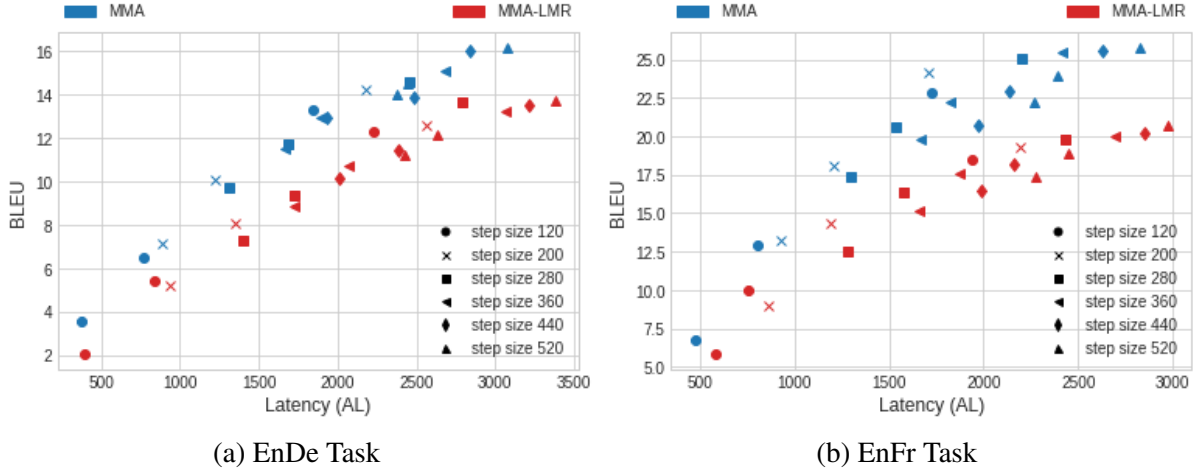 MMA
MMA-LMR
16
14
12
10
8
6
4
2
BLEU
step size 120
step size 200
step size 280
step size 360
step size 440
step size 520
500 1000 1500 2000 2500 3000 3500
Latency (AL)
(a) EnDe Task
MMA
MMA-LMR
25.0
22.5
20.0
17.5
15.0
12.5
10.0
7.5
5.0
BLEU
step size 120
step size 200
step size 280
step size 360
step size 440
step size 520
500 1000 1500 2000 2500 3000
Latency (AL)
(b) EnFr Task